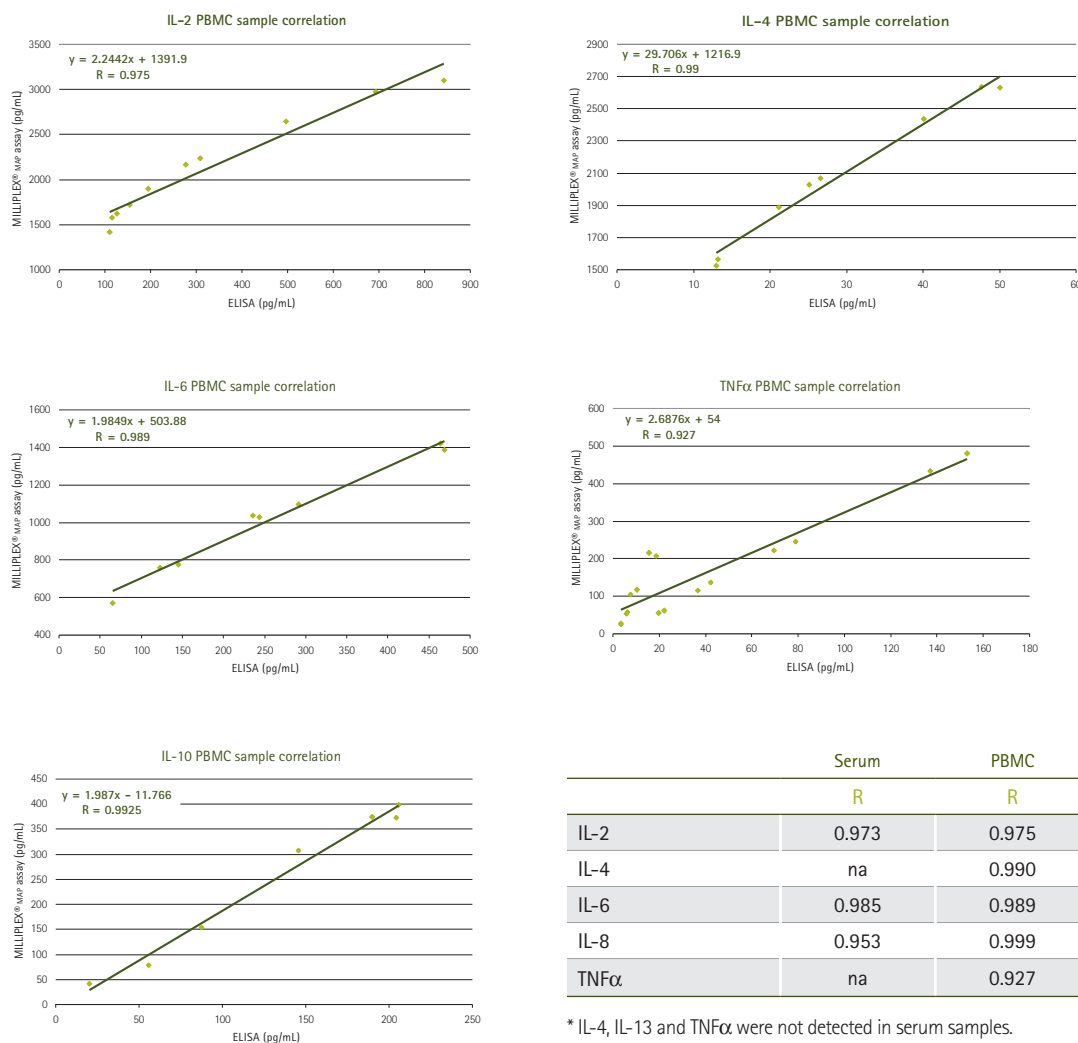 IL-2 PBMC sample correlation
y = 2.2442x + 1391.9
R = 0.975
MILLIPLEX® MAP assay (pg/mL)
3500
3000
2500
2000
1500
1000
0 100 200 300 400 500 600 700 800 900
ELISA (pg/mL)
IL-4 PBMC sample correlation
y = 29.706x + 1216.9
R = 0.99
MILLIPLEX® MAP assay (pg/mL)
2900
2700
2500
2300
2100
1900
1700
1500
0 10 20 30 40 50 60
ELISA (pg/mL)
IL-6 PBMC sample correlation
y = 1.9849x + 503.88
R = 0.989
MILLIPLEX® MAP assay (pg/mL)
1600
1400
1200
1000
800
600
400
0 50 100 150 200 250 300 350 400 450 500
ELISA (pg/mL)
TNFα PBMC sample correlation
y = 2.6876x + 54
R = 0.927
MILLIPLEX® MAP assay (pg/mL)
600
500
400
300
200
100
0
0 20 40 60 80 100 120 140 160 180
ELISA (pg/mL)
IL-10 PBMC sample correlation
y = 1.987x - 11.766
R = 0.9925
MILLIPLEX® MAP assay (pg/mL)
450
400
350
300
250
200
150
100
50
0
0 50 100 150 200 250
ELISA (pg/mL)
Serum PBMC
R R
IL-2 0.973 0.975
IL-4 na 0.990
IL-6 0.985 0.989
IL-8 0.953 0.999
TNFα na 0.927
* IL-4, IL-13 and TNFα were not detected in serum samples.